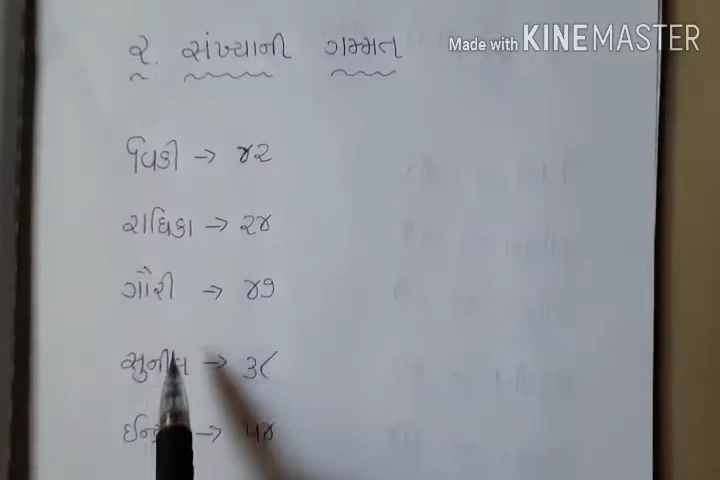 Made with KINEMASTER
૨. સંખ્યાની ગમ્મત
વિકી → ૪૨
રાધિકા → ૨૪
ગૌરી → ૪૭
→ ૩૮
→ ૫૪